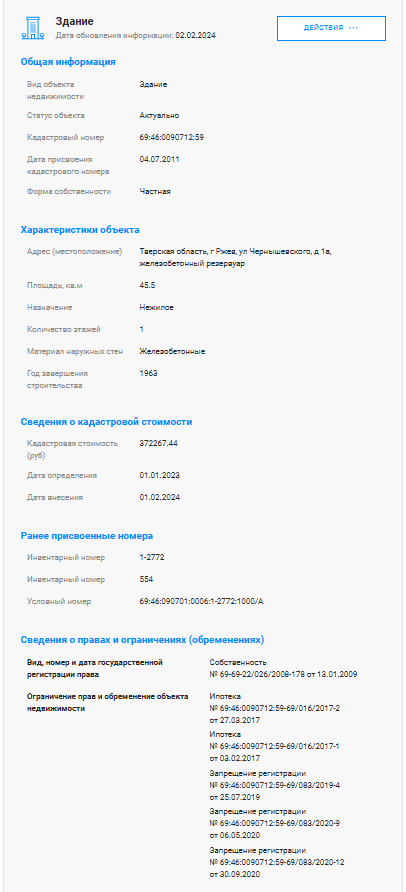 Здание
Дата обновления информации: 02.02.2024
ДЕЙСТВИЯ ···
Общая информация
Вид объекта недвижимости
Здание
Статус объекта
Актуально
Кадастровый номер
69:46:0090712:59
Дата присвоения кадастрового номера
04.07.2011
Форма собственности
Частная
Характеристики объекта
Адрес (местоположение)
Тверская область, г Ржев, ул Чернышевского, д 1а,
железобетонный резервуар
Площадь, кв.м
45.5
Назначение
Нежилое
Количество этажей
1
Материал наружных стен
Железобетонные
Год завершения строительства
1963
Сведения о кадастровой стоимости
Кадастровая стоимость (руб)
372267.44
Дата определения
01.01.2023
Дата внесения
01.02.2024
Ранее присвоенные номера
Инвентарный номер
1-2772
Инвентарный номер
554
Условный номер
69:46:090701:0006:1-2772:1000/А
Сведения о правах и ограничениях (обременениях)
Вид, номер и дата государственной регистрации права
Собственность
№ 69-69-22/026/2008-178 от 13.01.2009
Ограничение прав и обременение объекта недвижимости
Ипотека
№ 69:46:0090712:59-69/016/2017-2
от 27.03.2017
Ипотека
№ 69:46:0090712:59-69/016/2017-1
от 03.02.2017
Запрещение регистрации
№ 69:46:0090712:59-69/083/2019-4
от 25.07.2019
Запрещение регистрации
№ 69:46:0090712:59-69/083/2020-9
от 06.05.2020
Запрещение регистрации
№ 69:46:0090712:59-69/083/2020-12
от 30.09.2020